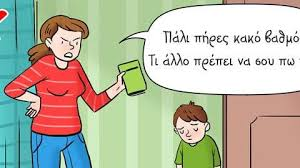 Πάλι πήρες κακό βαθμό
Τι άλλο πρέπει να σου πω